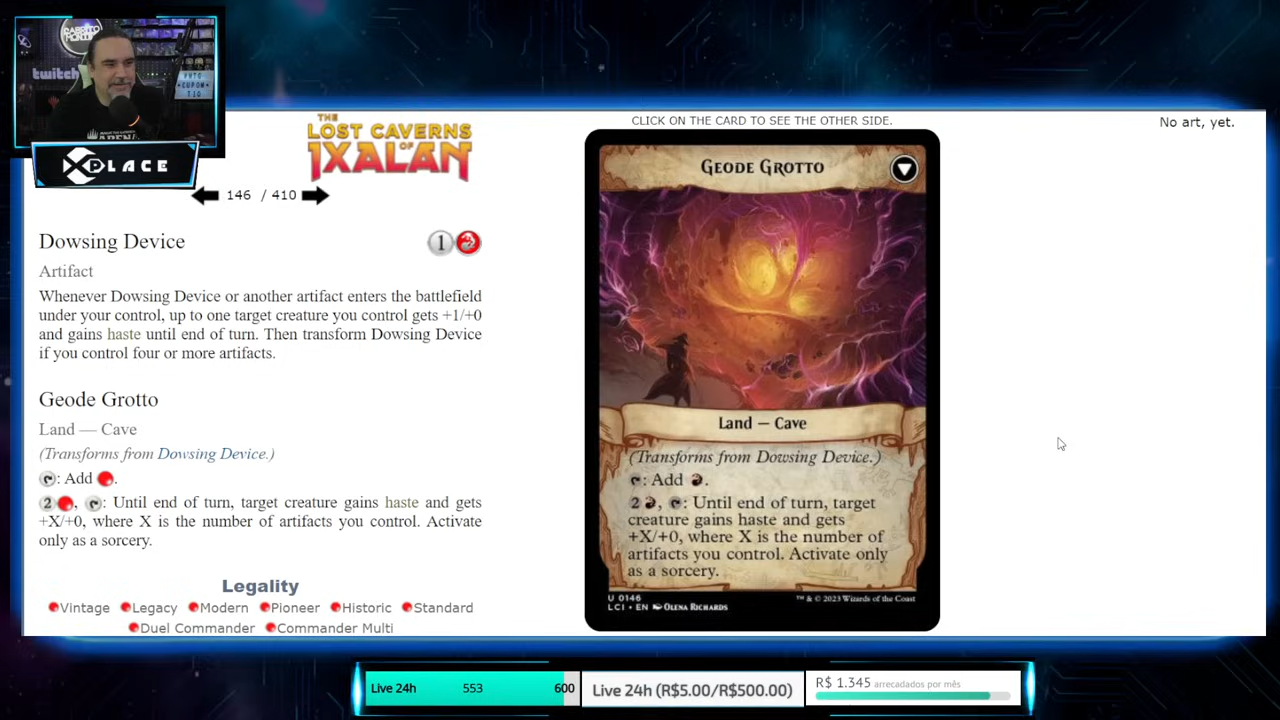 twitch
ARENA
XPLACE
THE
LOST CAVERNS
OF
IXALAN
146 / 410
Dowsing Device
1
Artifact
Whenever Dowsing Device or another artifact enters the battlefield
under your control, up to one target creature you control gets +1/+0
and gains haste until end of turn. Then transform Dowsing Device
if you control four or more artifacts.
Geode Grotto
Land — Cave
(Transforms from Dowsing Device.)
: Add .
2, : Until end of turn, target creature gains haste and gets
+X/+0, where X is the number of artifacts you control. Activate
only as a sorcery.
Legality
Vintage Legacy Modern Pioneer Historic Standard
Duel Commander Commander Multi
CLICK ON THE CARD TO SEE THE OTHER SIDE.
GEODE GROTTO
Land — Cave
(Transforms from Dowsing Device.)
: Add .
2, : Until end of turn, target
creature gains haste and gets
+X/+0, where X is the number of
artifacts you control. Activate only
as a sorcery.
U 0146
LCI • EN OLENA RICHARDS
™ & © 2023 Wizards of the Coast
No art, yet.
Live 24h 553 600
Live 24h (R$5.00/R$500.00)
R$ 1.345 arrecadados por mês